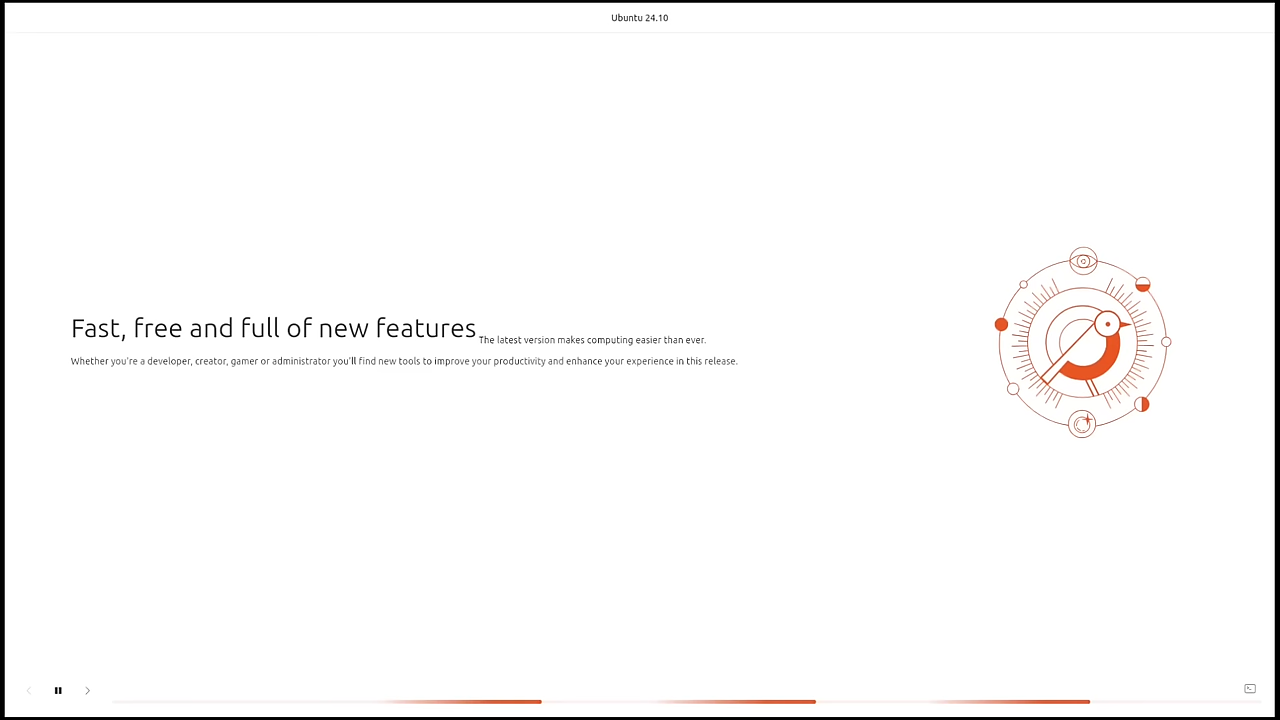 Ubuntu 24.10
Fast, free and full of new features The latest version makes computing easier than ever.
Whether you're a developer, creator, gamer or administrator you'll find new tools to improve your productivity and enhance your experience in this release.